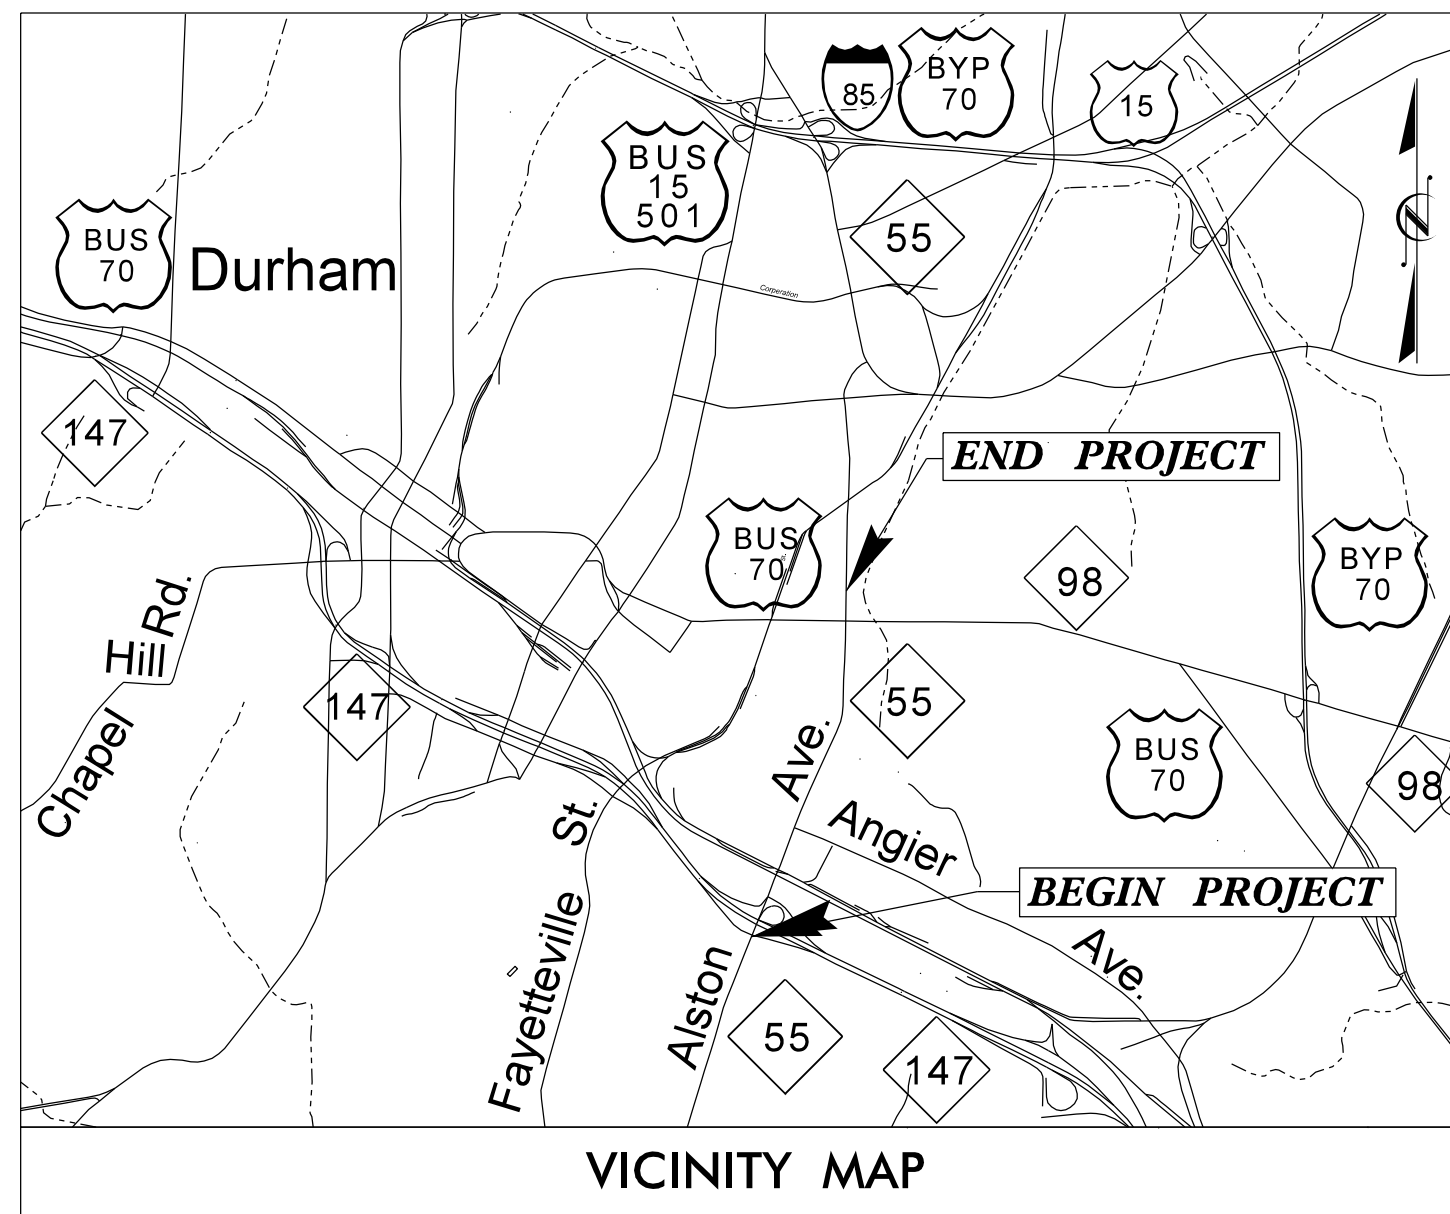 85
BYP
70
15
BUS
15
501
BUS
70
Durham
55
Corporation
147
END PROJECT
BUS
70
St.
98
BYP
70
Hill Rd.
Chapel
147
55
Ave.
BUS
70
98
St.
Angier
BEGIN PROJECT
Fayetteville
Alston
Ave.
55
147
N
VICINITY MAP